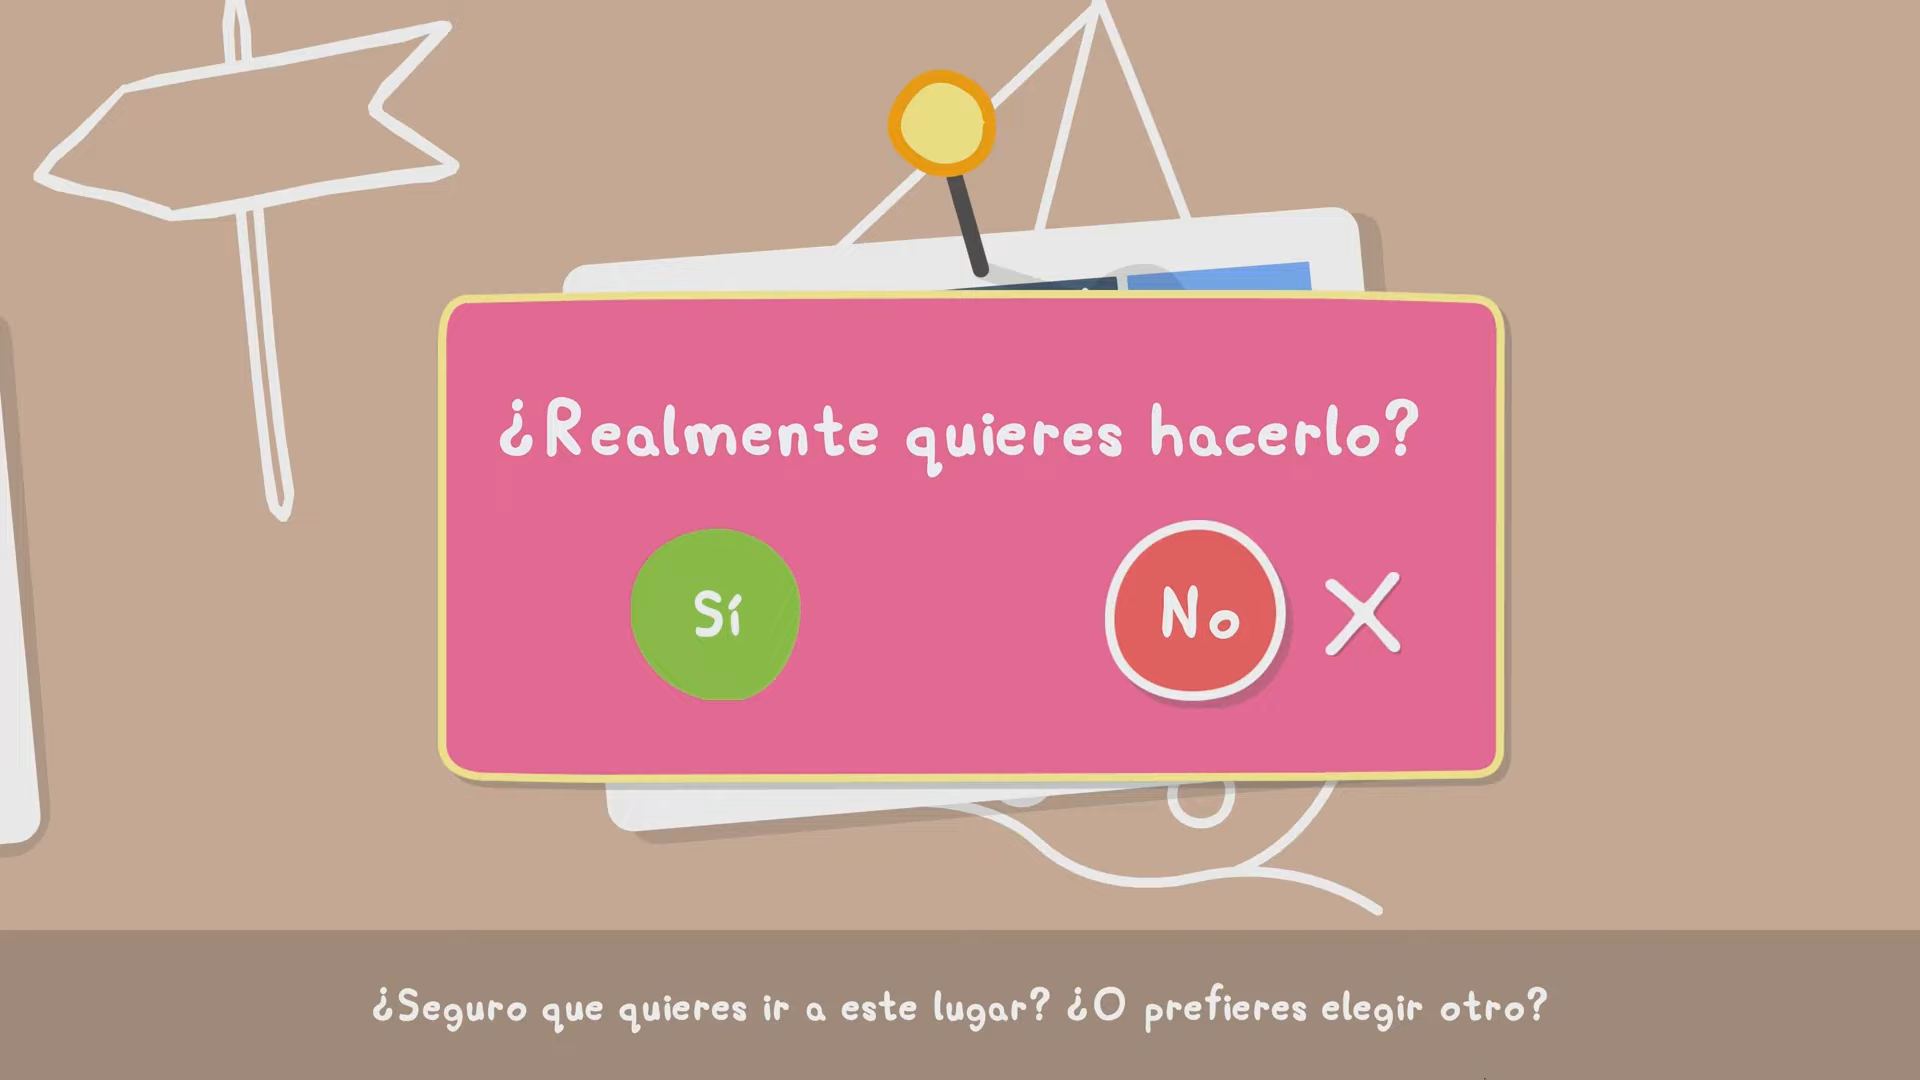 ¿Realmente quieres hacerlo?
Sí
No
¿Seguro que quieres ir a este lugar? ¿O prefieres elegir otro?